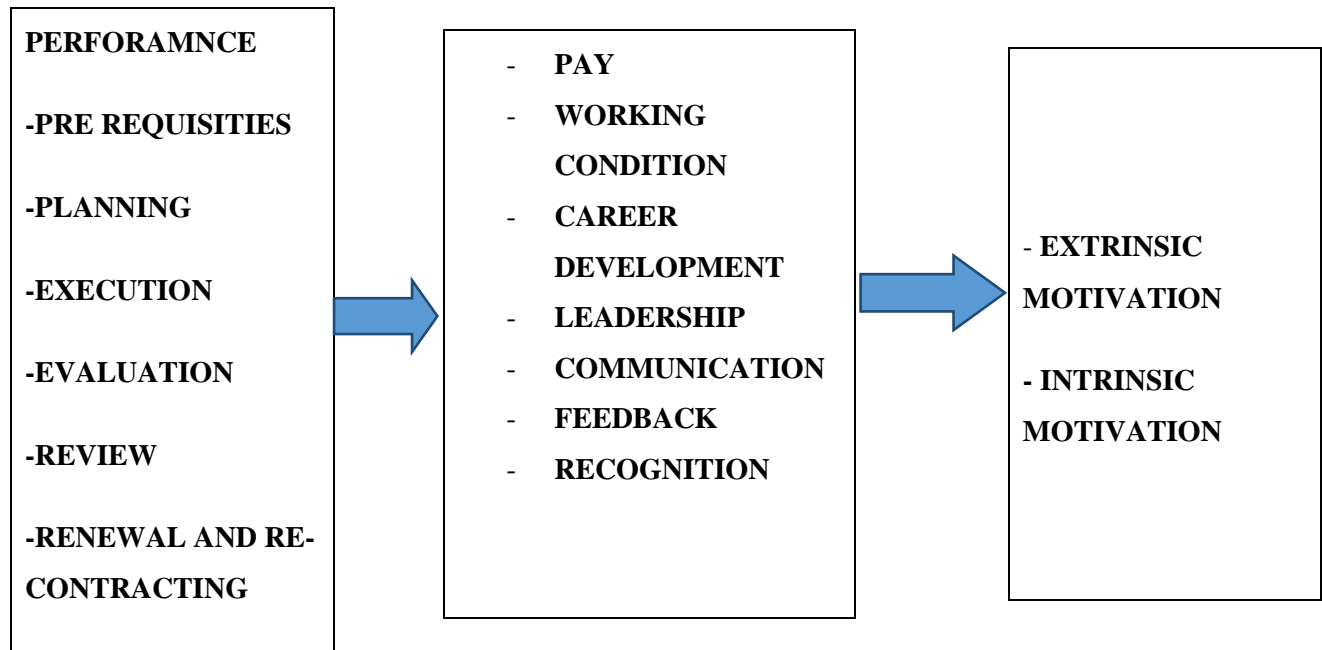 PERFORAMNCE
-PRE REQUISITIES
-PLANNING
-EXECUTION
-EVALUATION
-REVIEW
-RENEWAL AND RE-
CONTRACTING
- PAY
- WORKING
CONDITION
- CAREER
DEVELOPMENT
- LEADERSHIP
- COMMUNICATION
- FEEDBACK
- RECOGNITION
- EXTRINSIC
MOTIVATION
- INTRINSIC
MOTIVATION